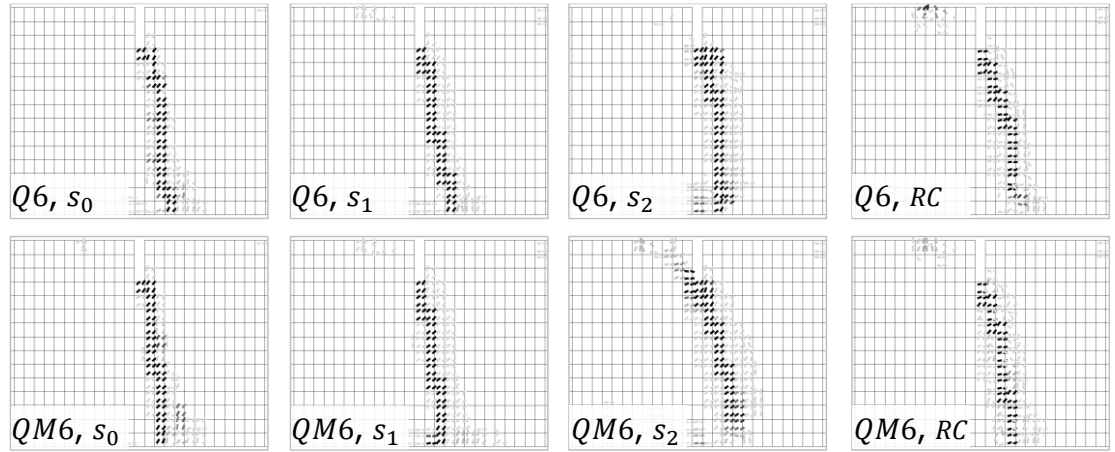 Q6, s₀
Q6, s₁
Q6, s₂
Q6, RC
QM6, s₀
QM6, s₁
QM6, s₂
QM6, RC